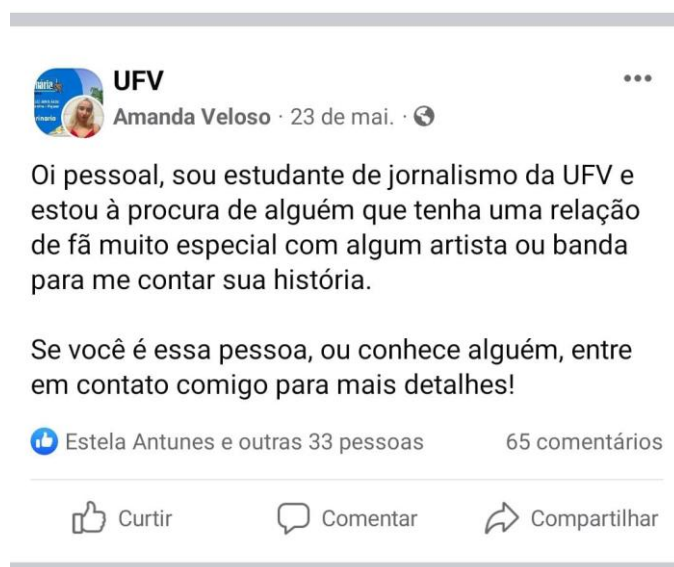 UFV
Amanda Veloso · 23 de mai. ·
Oi pessoal, sou estudante de jornalismo da UFV e
estou à procura de alguém que tenha uma relação
de fã muito especial com algum artista ou banda
para me contar sua história.
Se você é essa pessoa, ou conhece alguém, entre
em contato comigo para mais detalhes!
Estela Antunes e outras 33 pessoas 65 comentários
Curtir Comentar Compartilhar